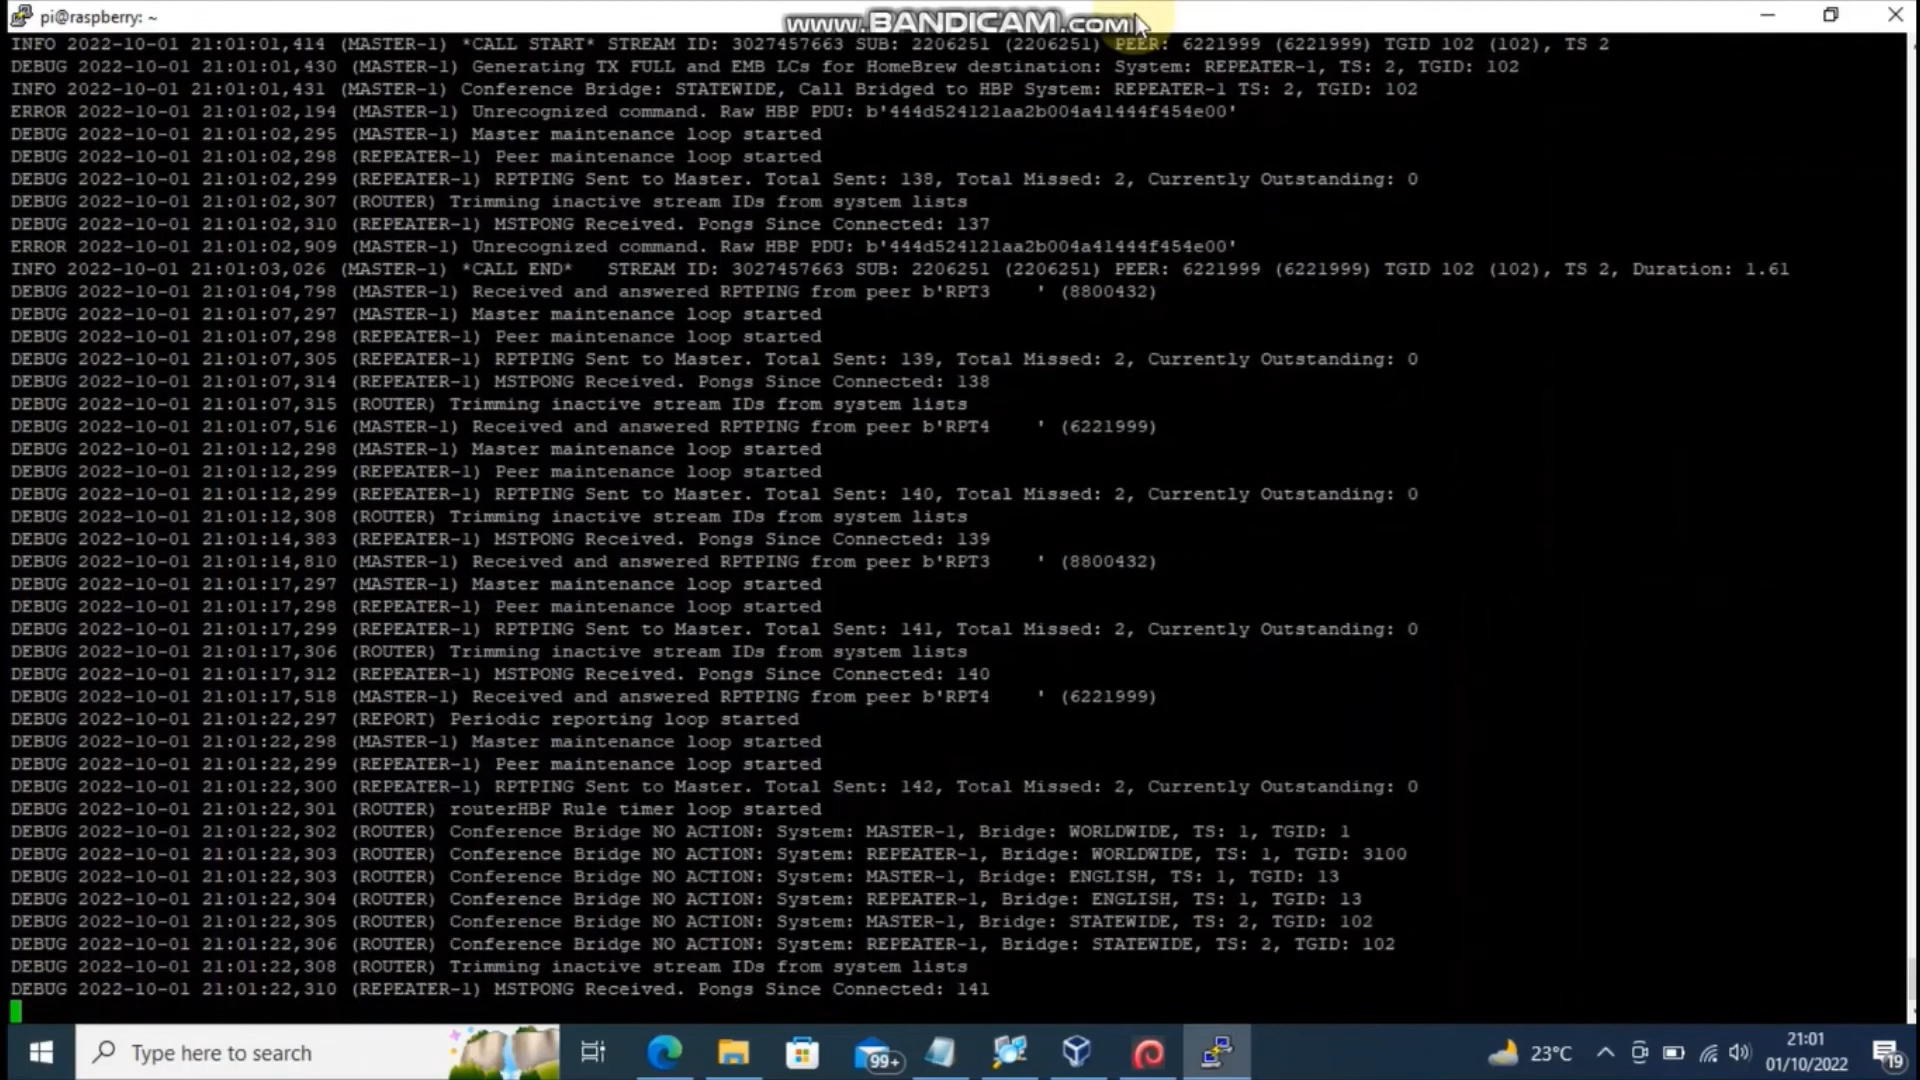 pi@raspberry: ~
www.BANDICAM.com
INFO 2022-10-01 21:01:01,414 (MASTER-1) *CALL START* STREAM ID: 3027457663 SUB: 2206251 (2206251) PEER: 6221999 (6221999) TGID 102 (102), TS 2
DEBUG 2022-10-01 21:01:01,430 (MASTER-1) Generating TX FULL and EMB LCs for HomeBrew destination: System: REPEATER-1, TS: 2, TGID: 102
INFO 2022-10-01 21:01:01,431 (MASTER-1) Conference Bridge: STATEWIDE, Call Bridged to HBP System: REPEATER-1 TS: 2, TGID: 102
ERROR 2022-10-01 21:01:02,194 (MASTER-1) Unrecognized command. Raw HBP PDU: b'444d524121aa2b004a41444f454e00'
DEBUG 2022-10-01 21:01:02,295 (MASTER-1) Master maintenance loop started
DEBUG 2022-10-01 21:01:02,298 (REPEATER-1) Peer maintenance loop started
DEBUG 2022-10-01 21:01:02,299 (REPEATER-1) RPTPING Sent to Master. Total Sent: 138, Total Missed: 2, Currently Outstanding: 0
DEBUG 2022-10-01 21:01:02,307 (ROUTER) Trimming inactive stream IDs from system lists
DEBUG 2022-10-01 21:01:02,310 (REPEATER-1) MSTPONG Received. Pongs Since Connected: 137
ERROR 2022-10-01 21:01:02,909 (MASTER-1) Unrecognized command. Raw HBP PDU: b'444d524121aa2b004a41444f454e00'
INFO 2022-10-01 21:01:03,026 (MASTER-1) *CALL END*   STREAM ID: 3027457663 SUB: 2206251 (2206251) PEER: 6221999 (6221999) TGID 102 (102), TS 2, Duration: 1.61
DEBUG 2022-10-01 21:01:04,798 (MASTER-1) Received and answered RPTPING from peer b'RPT3    ' (8800432)
DEBUG 2022-10-01 21:01:07,297 (MASTER-1) Master maintenance loop started
DEBUG 2022-10-01 21:01:07,298 (REPEATER-1) Peer maintenance loop started
DEBUG 2022-10-01 21:01:07,305 (REPEATER-1) RPTPING Sent to Master. Total Sent: 139, Total Missed: 2, Currently Outstanding: 0
DEBUG 2022-10-01 21:01:07,314 (REPEATER-1) MSTPONG Received. Pongs Since Connected: 138
DEBUG 2022-10-01 21:01:07,315 (ROUTER) Trimming inactive stream IDs from system lists
DEBUG 2022-10-01 21:01:07,516 (MASTER-1) Received and answered RPTPING from peer b'RPT4    ' (6221999)
DEBUG 2022-10-01 21:01:12,298 (MASTER-1) Master maintenance loop started
DEBUG 2022-10-01 21:01:12,299 (REPEATER-1) Peer maintenance loop started
DEBUG 2022-10-01 21:01:12,299 (REPEATER-1) RPTPING Sent to Master. Total Sent: 140, Total Missed: 2, Currently Outstanding: 0
DEBUG 2022-10-01 21:01:12,308 (ROUTER) Trimming inactive stream IDs from system lists
DEBUG 2022-10-01 21:01:14,383 (REPEATER-1) MSTPONG Received. Pongs Since Connected: 139
DEBUG 2022-10-01 21:01:14,810 (MASTER-1) Received and answered RPTPING from peer b'RPT3    ' (8800432)
DEBUG 2022-10-01 21:01:17,297 (MASTER-1) Master maintenance loop started
DEBUG 2022-10-01 21:01:17,298 (REPEATER-1) Peer maintenance loop started
DEBUG 2022-10-01 21:01:17,299 (REPEATER-1) RPTPING Sent to Master. Total Sent: 141, Total Missed: 2, Currently Outstanding: 0
DEBUG 2022-10-01 21:01:17,306 (ROUTER) Trimming inactive stream IDs from system lists
DEBUG 2022-10-01 21:01:17,312 (REPEATER-1) MSTPONG Received. Pongs Since Connected: 140
DEBUG 2022-10-01 21:01:17,518 (MASTER-1) Received and answered RPTPING from peer b'RPT4    ' (6221999)
DEBUG 2022-10-01 21:01:22,297 (REPORT) Periodic reporting loop started
DEBUG 2022-10-01 21:01:22,298 (MASTER-1) Master maintenance loop started
DEBUG 2022-10-01 21:01:22,299 (REPEATER-1) Peer maintenance loop started
DEBUG 2022-10-01 21:01:22,300 (REPEATER-1) RPTPING Sent to Master. Total Sent: 142, Total Missed: 2, Currently Outstanding: 0
DEBUG 2022-10-01 21:01:22,301 (ROUTER) routerHBP Rule timer loop started
DEBUG 2022-10-01 21:01:22,302 (ROUTER) Conference Bridge NO ACTION: System: MASTER-1, Bridge: WORLDWIDE, TS: 1, TGID: 1
DEBUG 2022-10-01 21:01:22,303 (ROUTER) Conference Bridge NO ACTION: System: REPEATER-1, Bridge: WORLDWIDE, TS: 1, TGID: 3100
DEBUG 2022-10-01 21:01:22,303 (ROUTER) Conference Bridge NO ACTION: System: MASTER-1, Bridge: ENGLISH, TS: 1, TGID: 13
DEBUG 2022-10-01 21:01:22,304 (ROUTER) Conference Bridge NO ACTION: System: REPEATER-1, Bridge: ENGLISH, TS: 1, TGID: 13
DEBUG 2022-10-01 21:01:22,305 (ROUTER) Conference Bridge NO ACTION: System: MASTER-1, Bridge: STATEWIDE, TS: 2, TGID: 102
DEBUG 2022-10-01 21:01:22,306 (ROUTER) Conference Bridge NO ACTION: System: REPEATER-1, Bridge: STATEWIDE, TS: 2, TGID: 102
DEBUG 2022-10-01 21:01:22,308 (ROUTER) Trimming inactive stream IDs from system lists
DEBUG 2022-10-01 21:01:22,310 (REPEATER-1) MSTPONG Received. Pongs Since Connected: 141
Type here to search
99+
23°C
21:01
01/10/2022
19